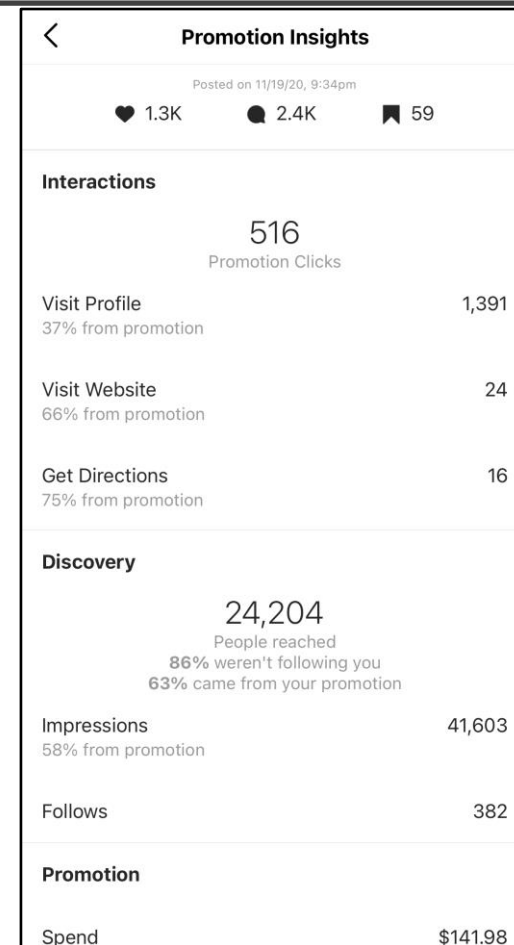 Promotion Insights
Posted on 11/19/20, 9:34pm
1.3K 2.4K 59
Interactions
516
Promotion Clicks
Visit Profile 1,391
37% from promotion
Visit Website 24
66% from promotion
Get Directions 16
75% from promotion
Discovery
24,204
People reached
86% weren't following you
63% came from your promotion
Impressions 41,603
58% from promotion
Follows 382
Promotion
Spend $141.98